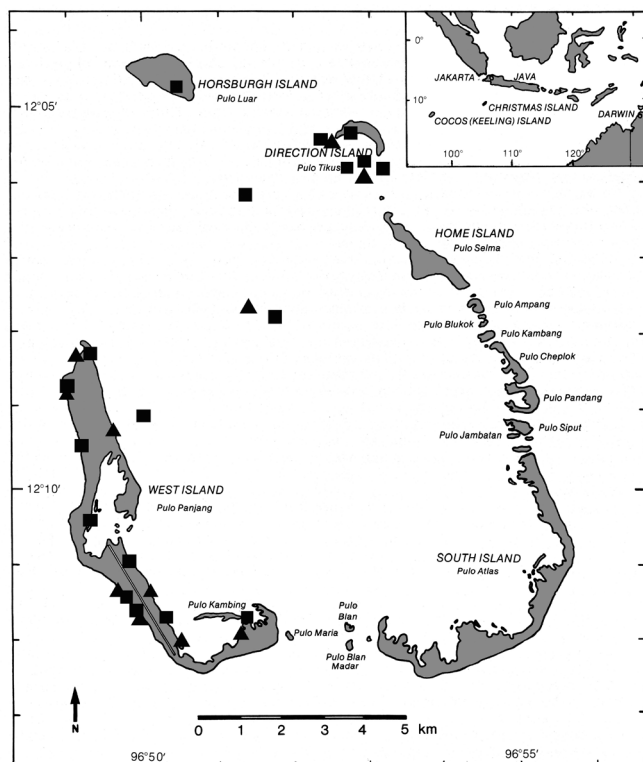 0°
10°
JAKARTA
JAVA
CHRISTMAS ISLAND
COCOS (KEELING) ISLAND
DARWIN
100°
110°
120°
12°05'
HORSBURGH ISLAND
Pulo Luar
DIRECTION ISLAND
Pulo Tikus
HOME ISLAND
Pulo Selma
Pulo Ampang
Pulo Blukok
Pulo Kambang
Pulo Cheplok
Pulo Pandang
Pulo Siput
Pulo Jambatan
12°10'
WEST ISLAND
Pulo Panjang
SOUTH ISLAND
Pulo Atlas
Pulo Kambing
Pulo Maria
Pulo
Blan
Pulo Blan
Madar
N
0 1 2 3 4 5 km
96°50'
96°55'